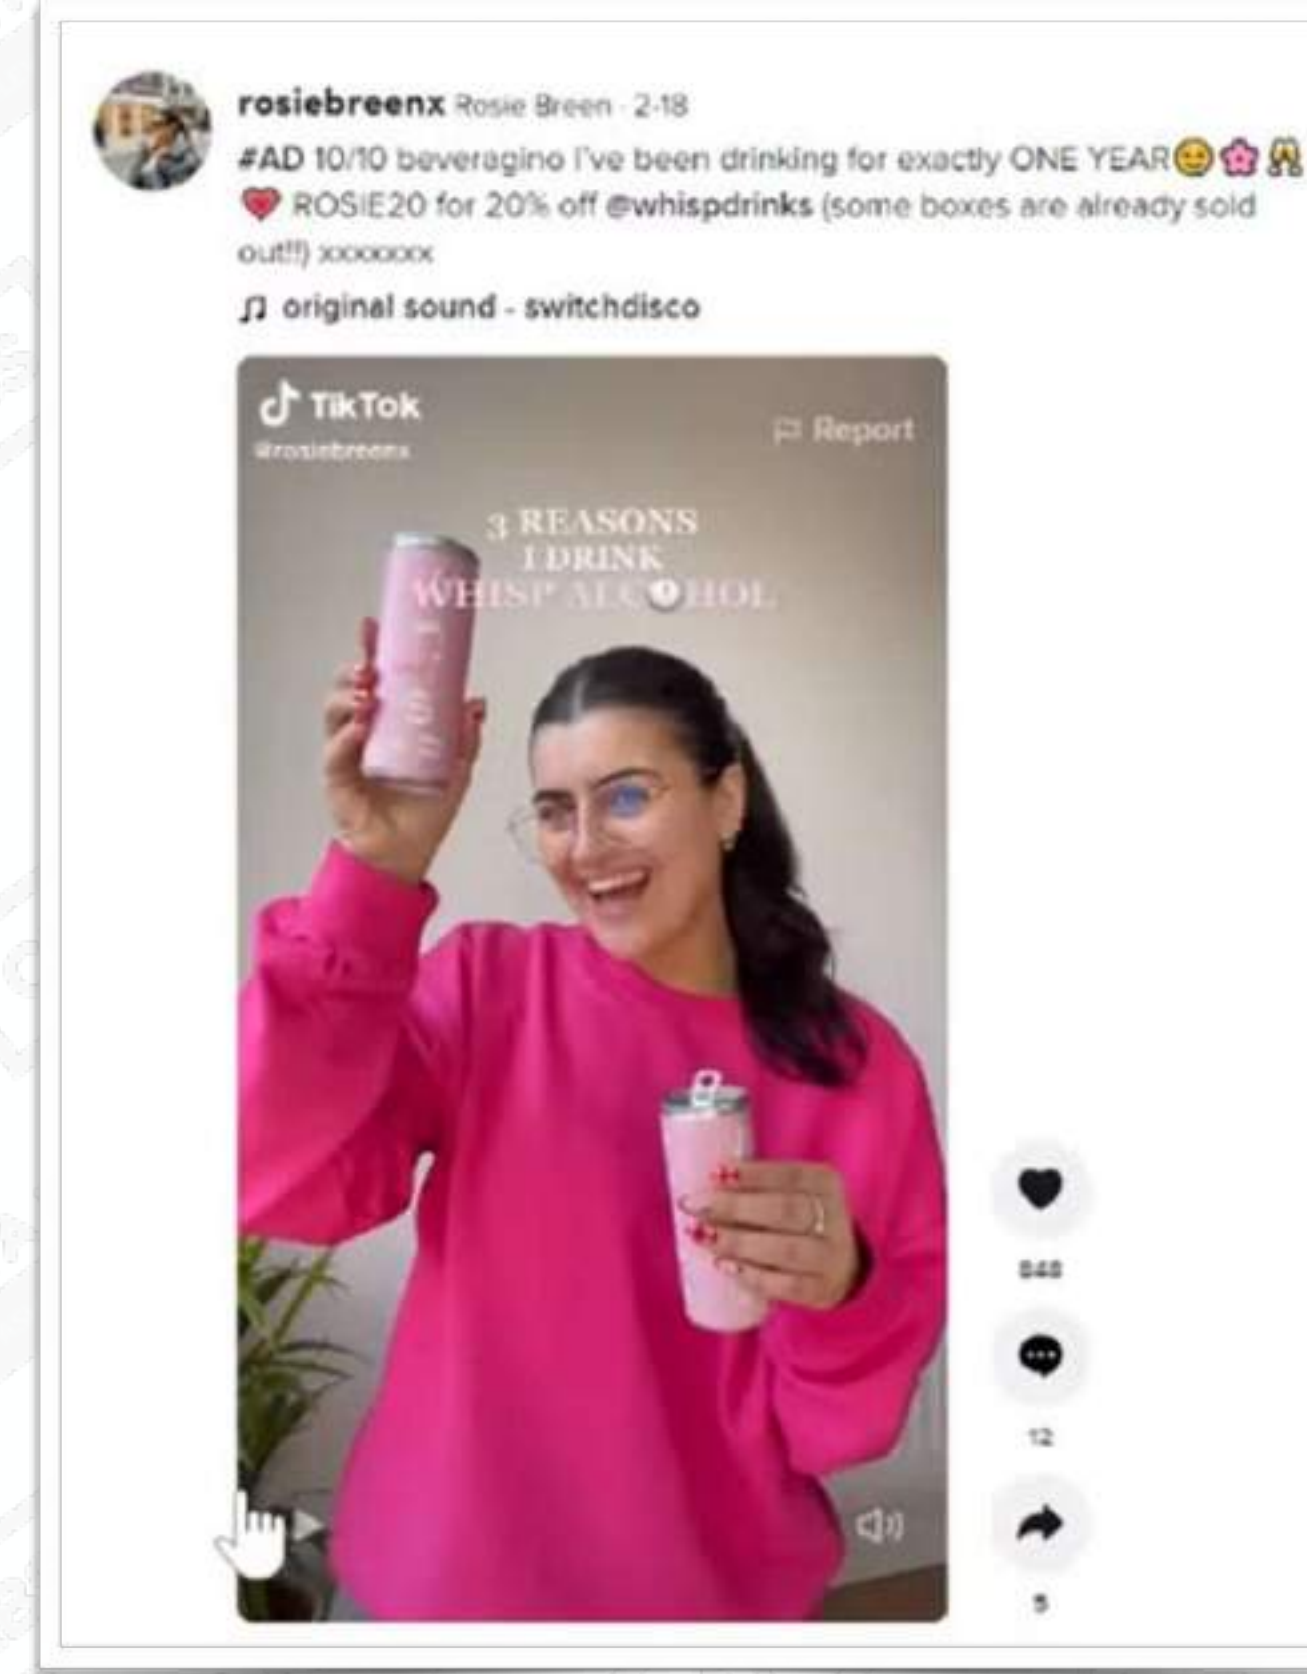 rosiebreenx Rosie Breen · 2-18
#AD 10/10 beveragino I've been drinking for exactly ONE YEAR😊🌸🥂
❤️ ROSIE20 for 20% off @whispdrinks (some boxes are already sold
out!!) xxxxxxx
♫ original sound - switchdisco
TikTok
Report
@rosiebreenx
3 REASONS
I DRINK
WHISP ALCOHOL
848
12
5